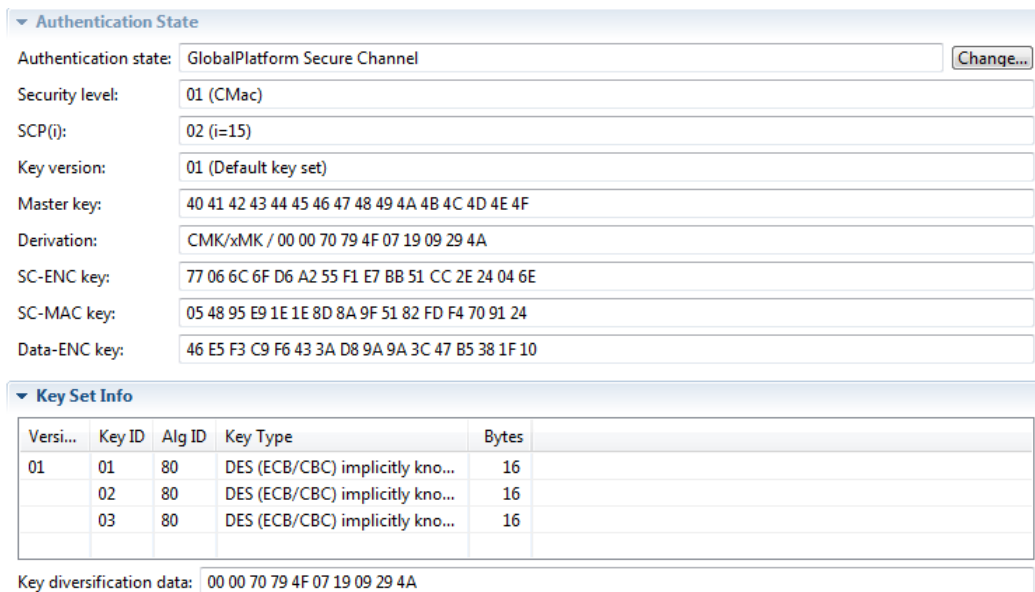 Authentication State
Authentication state: GlobalPlatform Secure Channel Change...
Security level: 01 (CMac)
SCP(i): 02 (i=15)
Key version: 01 (Default key set)
Master key: 40 41 42 43 44 45 46 47 48 49 4A 4B 4C 4D 4E 4F
Derivation: CMK/xMK / 00 00 70 79 4F 07 19 09 29 4A
SC-ENC key: 77 06 6C 6F D6 A2 55 F1 E7 BB 51 CC 2E 24 04 6E
SC-MAC key: 05 48 95 E9 1E 1E 8D 8A 9F 51 82 FD F4 70 91 24
Data-ENC key: 46 E5 F3 C9 F6 43 3A D8 9A 9A 3C 47 B5 38 1F 10
Key Set Info
Versi... Key ID Alg ID Key Type Bytes
01 01 80 DES (ECB/CBC) implicitly kno... 16
02 80 DES (ECB/CBC) implicitly kno... 16
03 80 DES (ECB/CBC) implicitly kno... 16
Key diversification data: 00 00 70 79 4F 07 19 09 29 4A